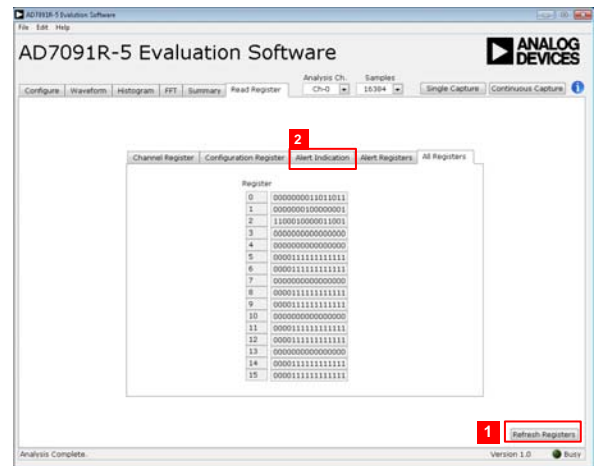 AD7091R-5 Evaluation Software
File Edit Help
AD7091R-5 Evaluation Software
ANALOG
DEVICES
Analysis Ch. Samples
Configure Waveform Histogram FFT Summary Read Register Ch-0 16384 Single Capture Continuous Capture i
2
Channel Register Configuration Register Alert Indication Alert Registers All Registers
Register
0 0000000011011011
1 0000000100000001
2 1100010000011001
3 0000000000000000
4 0000000000000000
5 0000111111111111
6 0000111111111111
7 0000000000000000
8 0000111111111111
9 0000111111111111
10 0000000000000000
11 0000111111111111
12 0000111111111111
13 0000000000000000
14 0000111111111111
15 0000111111111111
1 Refresh Registers
Analysis Complete. Version 1.0 Busy